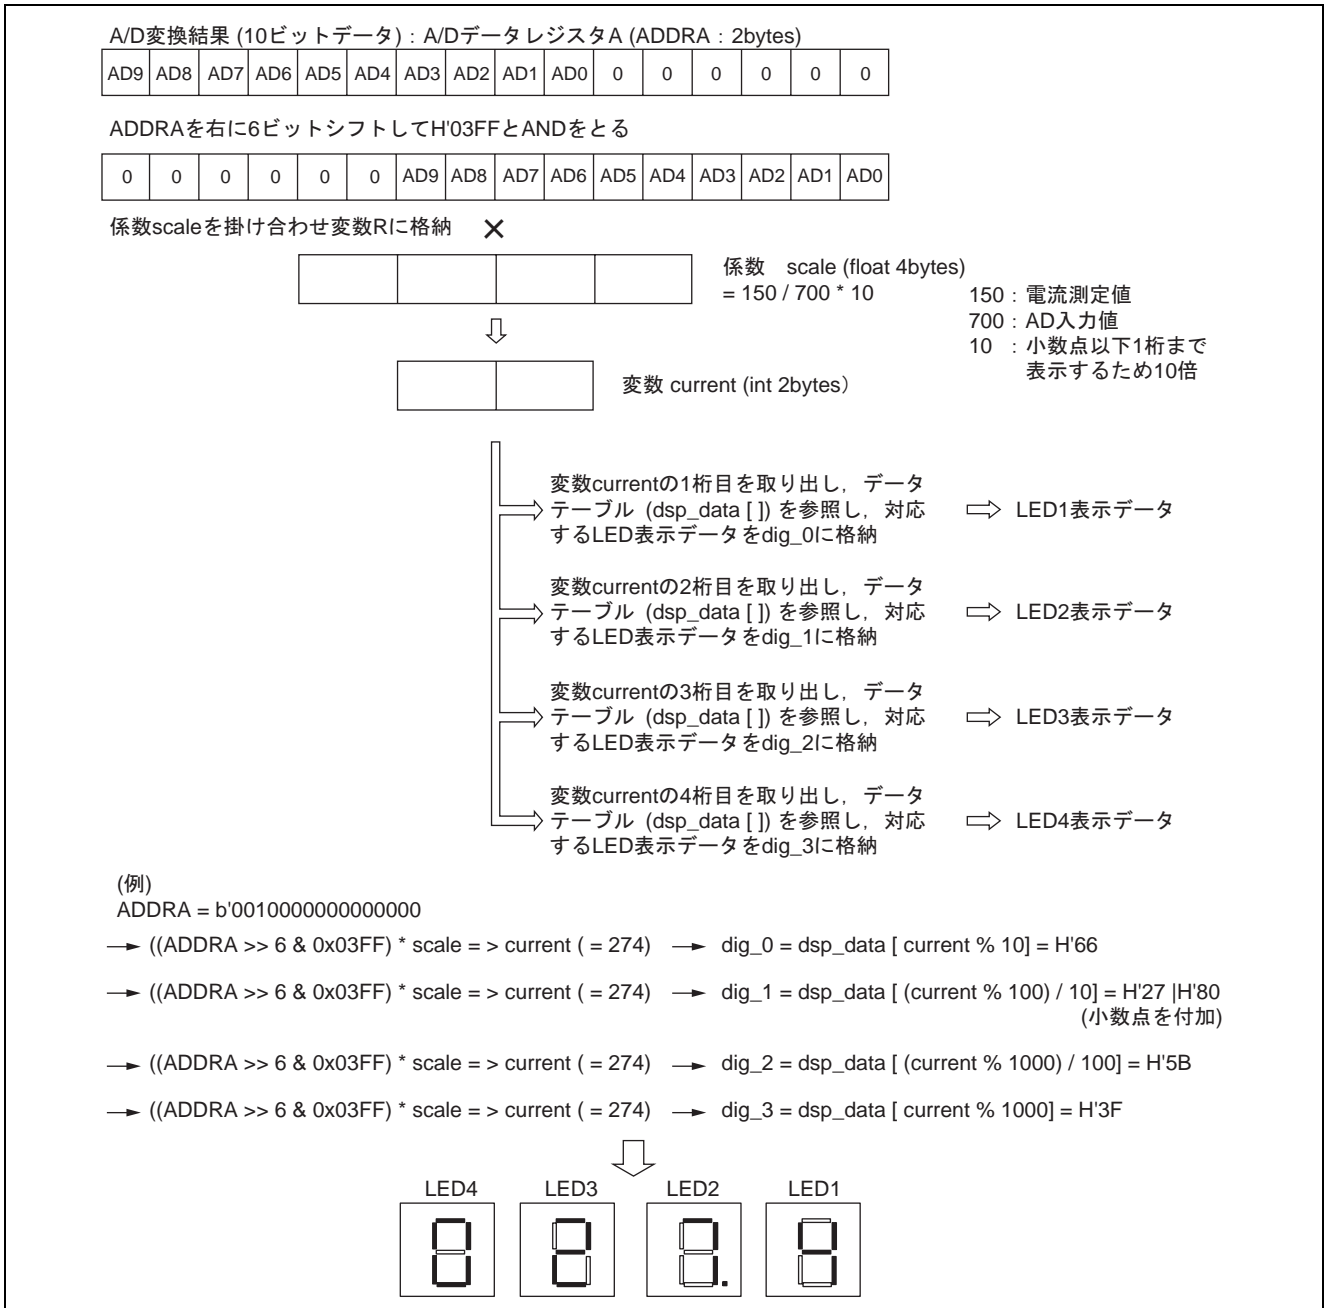 A/D変換結果 (10ビットデータ)：A/DデータレジスタA (ADDRA：2bytes)
AD9 AD8 AD7 AD6 AD5 AD4 AD3 AD2 AD1 AD0 0 0 0 0 0 0
ADDRAを右に6ビットシフトしてH'03FFとANDをとる
0 0 0 0 0 0 AD9 AD8 AD7 AD6 AD5 AD4 AD3 AD2 AD1 AD0
係数scaleを掛け合わせ変数Rに格納 ×
係数 scale (float 4bytes)
= 150 / 700 * 10
150：電流測定値
700：AD入力値
10 ：小数点以下1桁まで
表示するため10倍
変数 current (int 2bytes）
変数currentの1桁目を取り出し，データ
テーブル (dsp_data [ ]) を参照し，対応
するLED表示データをdig_0に格納
⇨ LED1表示データ
変数currentの2桁目を取り出し，データ
テーブル (dsp_data [ ]) を参照し，対応
するLED表示データをdig_1に格納
⇨ LED2表示データ
変数currentの3桁目を取り出し，データ
テーブル (dsp_data [ ]) を参照し，対応
するLED表示データをdig_2に格納
⇨ LED3表示データ
変数currentの4桁目を取り出し，データ
テーブル (dsp_data [ ]) を参照し，対応
するLED表示データをdig_3に格納
⇨ LED4表示データ
(例)
ADDRA = b'0010000000000000
→ ((ADDRA >> 6 & 0x03FF) * scale = > current ( = 274) → dig_0 = dsp_data [ current % 10] = H'66
→ ((ADDRA >> 6 & 0x03FF) * scale = > current ( = 274) → dig_1 = dsp_data [ (current % 100) / 10] = H'27 |H'80
(小数点を付加)
→ ((ADDRA >> 6 & 0x03FF) * scale = > current ( = 274) → dig_2 = dsp_data [ (current % 1000) / 100] = H'5B
→ ((ADDRA >> 6 & 0x03FF) * scale = > current ( = 274) → dig_3 = dsp_data [ current % 1000] = H'3F
LED4 LED3 LED2 LED1
0 2 7. 4